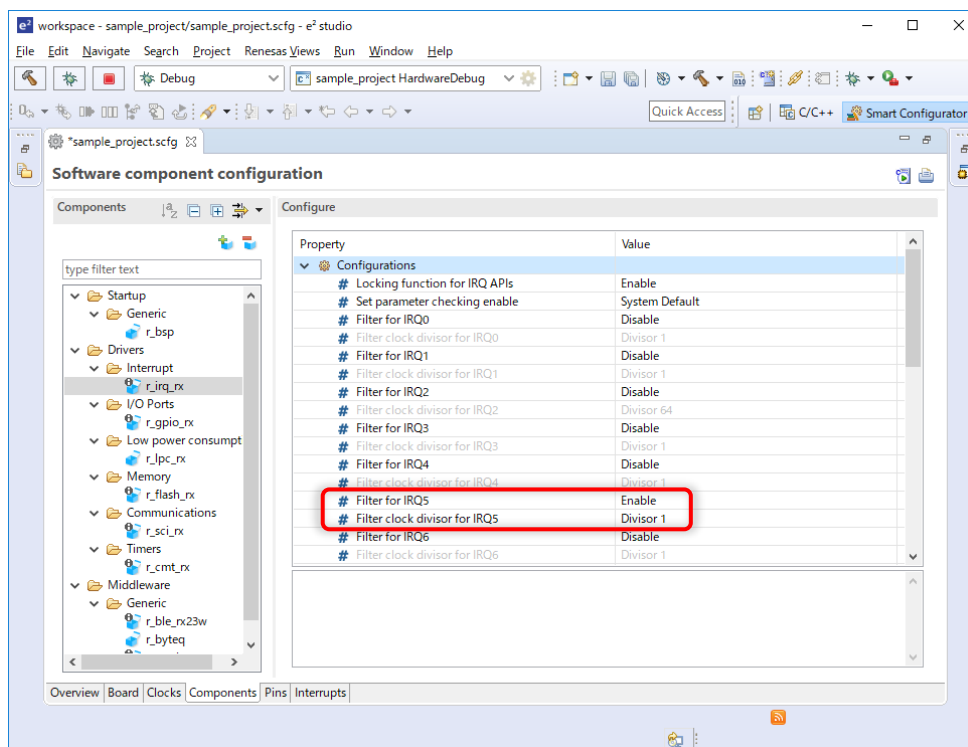 workspace - sample_project/sample_project.scfg - e² studio
File Edit Navigate Search Project Renesas Views Run Window Help
Debug
sample_project HardwareDebug
Quick Access
C/C++
Smart Configurator
*sample_project.scfg
Software component configuration
Components
Configure
type filter text
Startup
Generic
r_bsp
Drivers
Interrupt
r_irq_rx
I/O Ports
r_gpio_rx
Low power consumpt
r_lpc_rx
Memory
r_flash_rx
Communications
r_sci_rx
Timers
r_cmt_rx
Middleware
Generic
r_ble_rx23w
r_byteq
Property Value
Configurations
# Locking function for IRQ APIs Enable
# Set parameter checking enable System Default
# Filter for IRQ0 Disable
# Filter clock divisor for IRQ0 Divisor 1
# Filter for IRQ1 Disable
# Filter clock divisor for IRQ1 Divisor 1
# Filter for IRQ2 Disable
# Filter clock divisor for IRQ2 Divisor 64
# Filter for IRQ3 Disable
# Filter clock divisor for IRQ3 Divisor 1
# Filter for IRQ4 Disable
# Filter clock divisor for IRQ4 Divisor 1
# Filter for IRQ5 Enable
# Filter clock divisor for IRQ5 Divisor 1
# Filter for IRQ6 Disable
# Filter clock divisor for IRQ6 Divisor 1
Overview Board Clocks Components Pins Interrupts